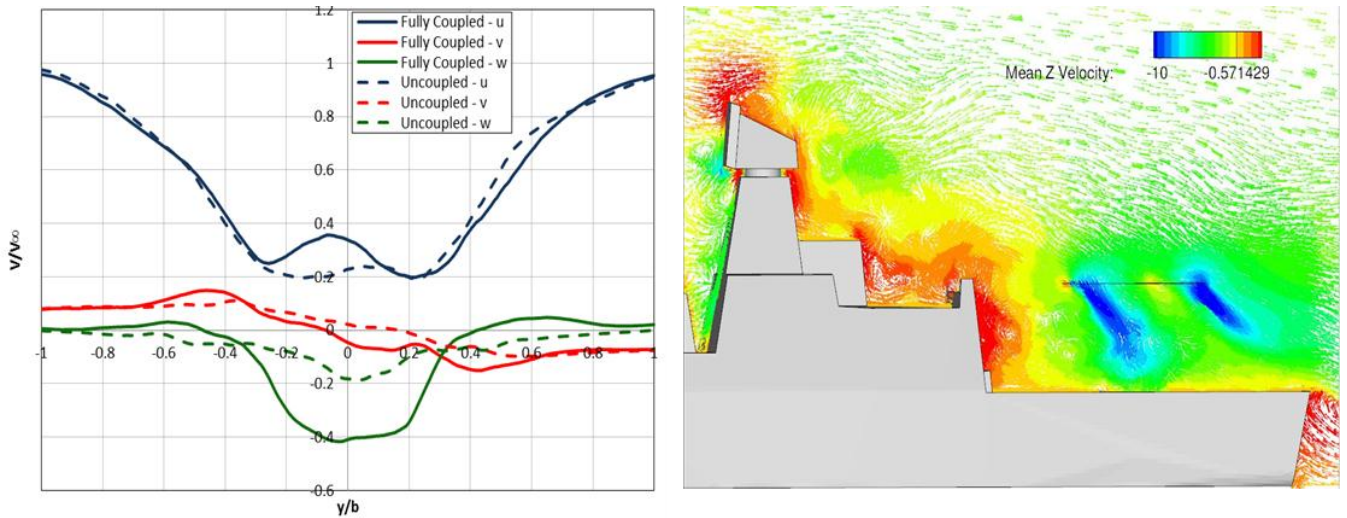 1.2
1
0.8
0.6
0.4
0.2
0
-0.2
-0.4
-0.6
-1
-0.8
-0.6
-0.4
-0.2
0
0.2
0.4
0.6
0.8
1
V/V∞
y/b
Fully Coupled - u
Fully Coupled - v
Fully Coupled - w
Uncoupled - u
Uncoupled - v
Uncoupled - w
Mean Z Velocity:
-10
-0.571429